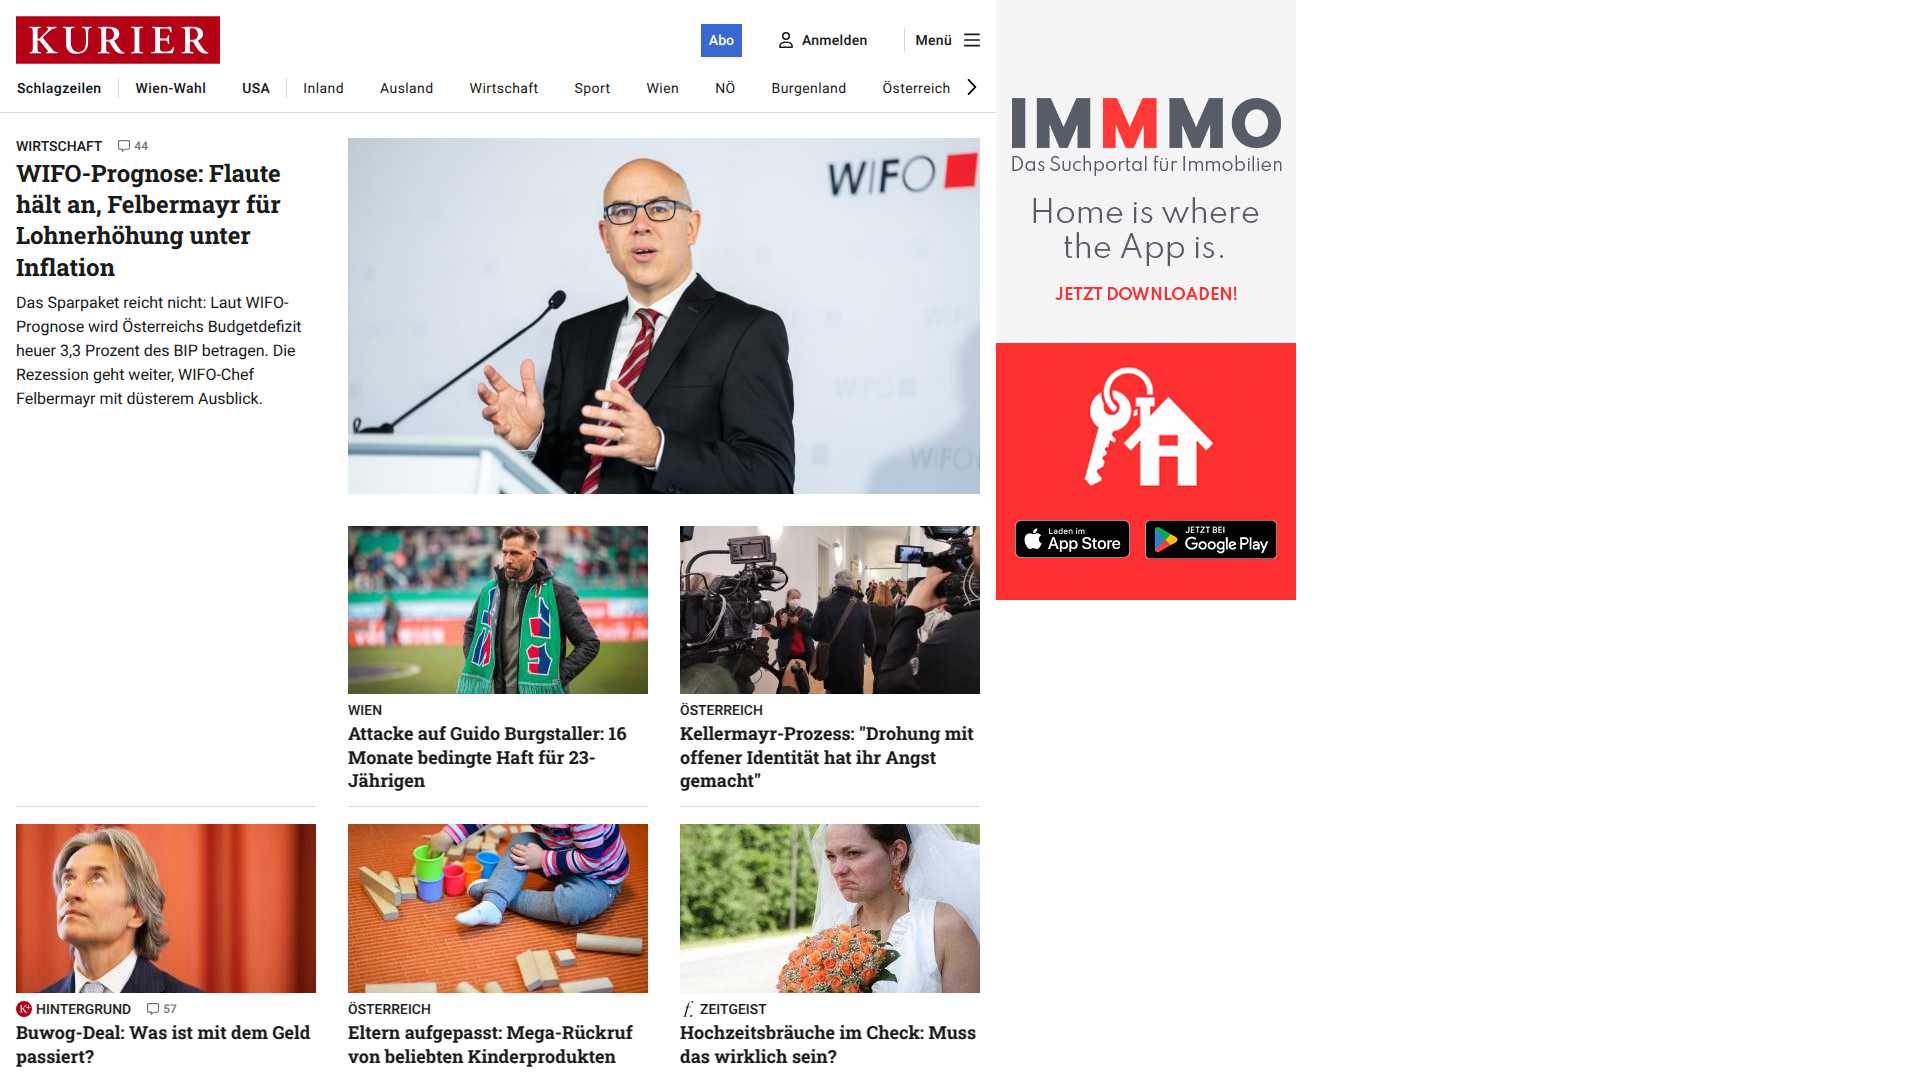 KURIER
Abo
Anmelden
Menü
Schlagzeilen
Wien-Wahl
USA
Inland
Ausland
Wirtschaft
Sport
Wien
NÖ
Burgenland
Österreich
WIRTSCHAFT 44
WIFO-Prognose: Flaute
hält an, Felbermayr für
Lohnerhöhung unter
Inflation
Das Sparpaket reicht nicht: Laut WIFO-
Prognose wird Österreichs Budgetdefizit
heuer 3,3 Prozent des BIP betragen. Die
Rezession geht weiter, WIFO-Chef
Felbermayr mit düsterem Ausblick.
WIFO
WIFO
WIFO
WIEN
Attacke auf Guido Burgstaller: 16
Monate bedingte Haft für 23-
Jährigen
ÖSTERREICH
Kellermayr-Prozess: "Drohung mit
offener Identität hat ihr Angst
gemacht"
K+ HINTERGRUND 57
Buwog-Deal: Was ist mit dem Geld
passiert?
ÖSTERREICH
Eltern aufgepasst: Mega-Rückruf
von beliebten Kinderprodukten
f. ZEITGEIST
Hochzeitsbräuche im Check: Muss
das wirklich sein?
IMMMO
Das Suchportal für Immobilien
Home is where
the App is.
JETZT DOWNLOADEN!
Laden im
App Store
JETZT BEI
Google Play